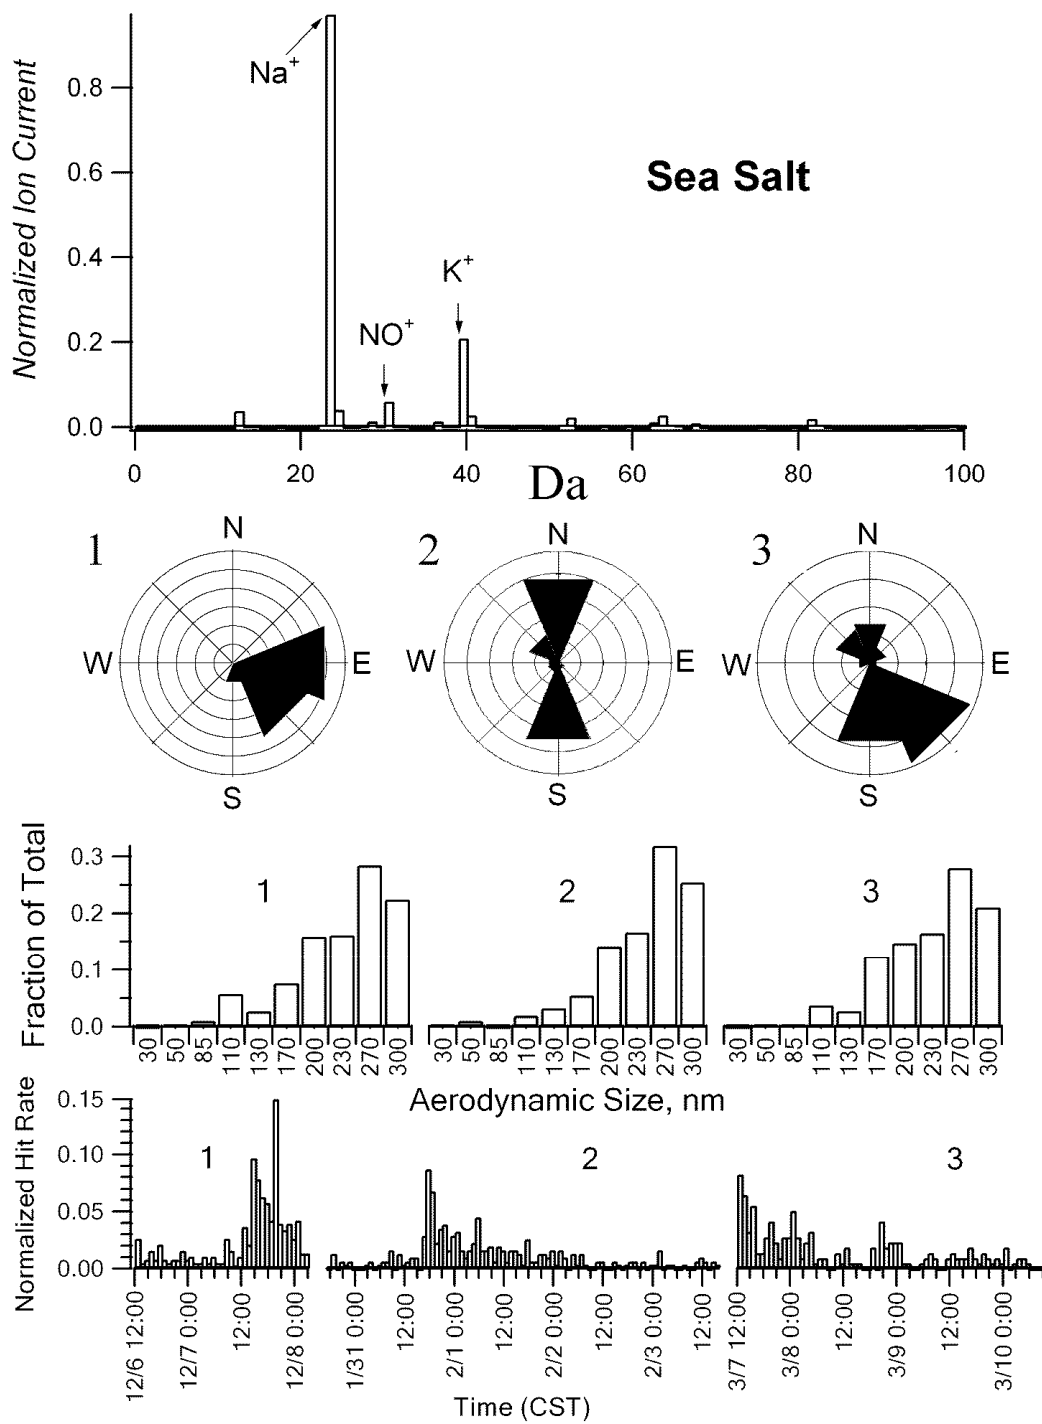 Normalized Ion Current
0.8
0.6
0.4
0.2
0.0
Na+
NO+
K+
Sea Salt
0 20 40 60 80 100
Da
1 N W E S
2 N W E S
3 N W E S
Fraction of Total
0.3
0.2
0.1
0.0
1 2 3
30 50 85 110 130 170 200 230 270 300
30 50 85 110 130 170 200 230 270 300
30 50 85 110 130 170 200 230 270 300
Aerodynamic Size, nm
Normalized Hit Rate
0.15
0.10
0.05
0.00
1 2 3
12/6 12:00 12/7 0:00 12:00 12/8 0:00
1/31 0:00 12:00 2/1 0:00 12:00 2/2 0:00 12:00 2/3 0:00 12:00
3/7 12:00 3/8 0:00 12:00 3/9 0:00 12:00 3/10 0:00
Time (CST)